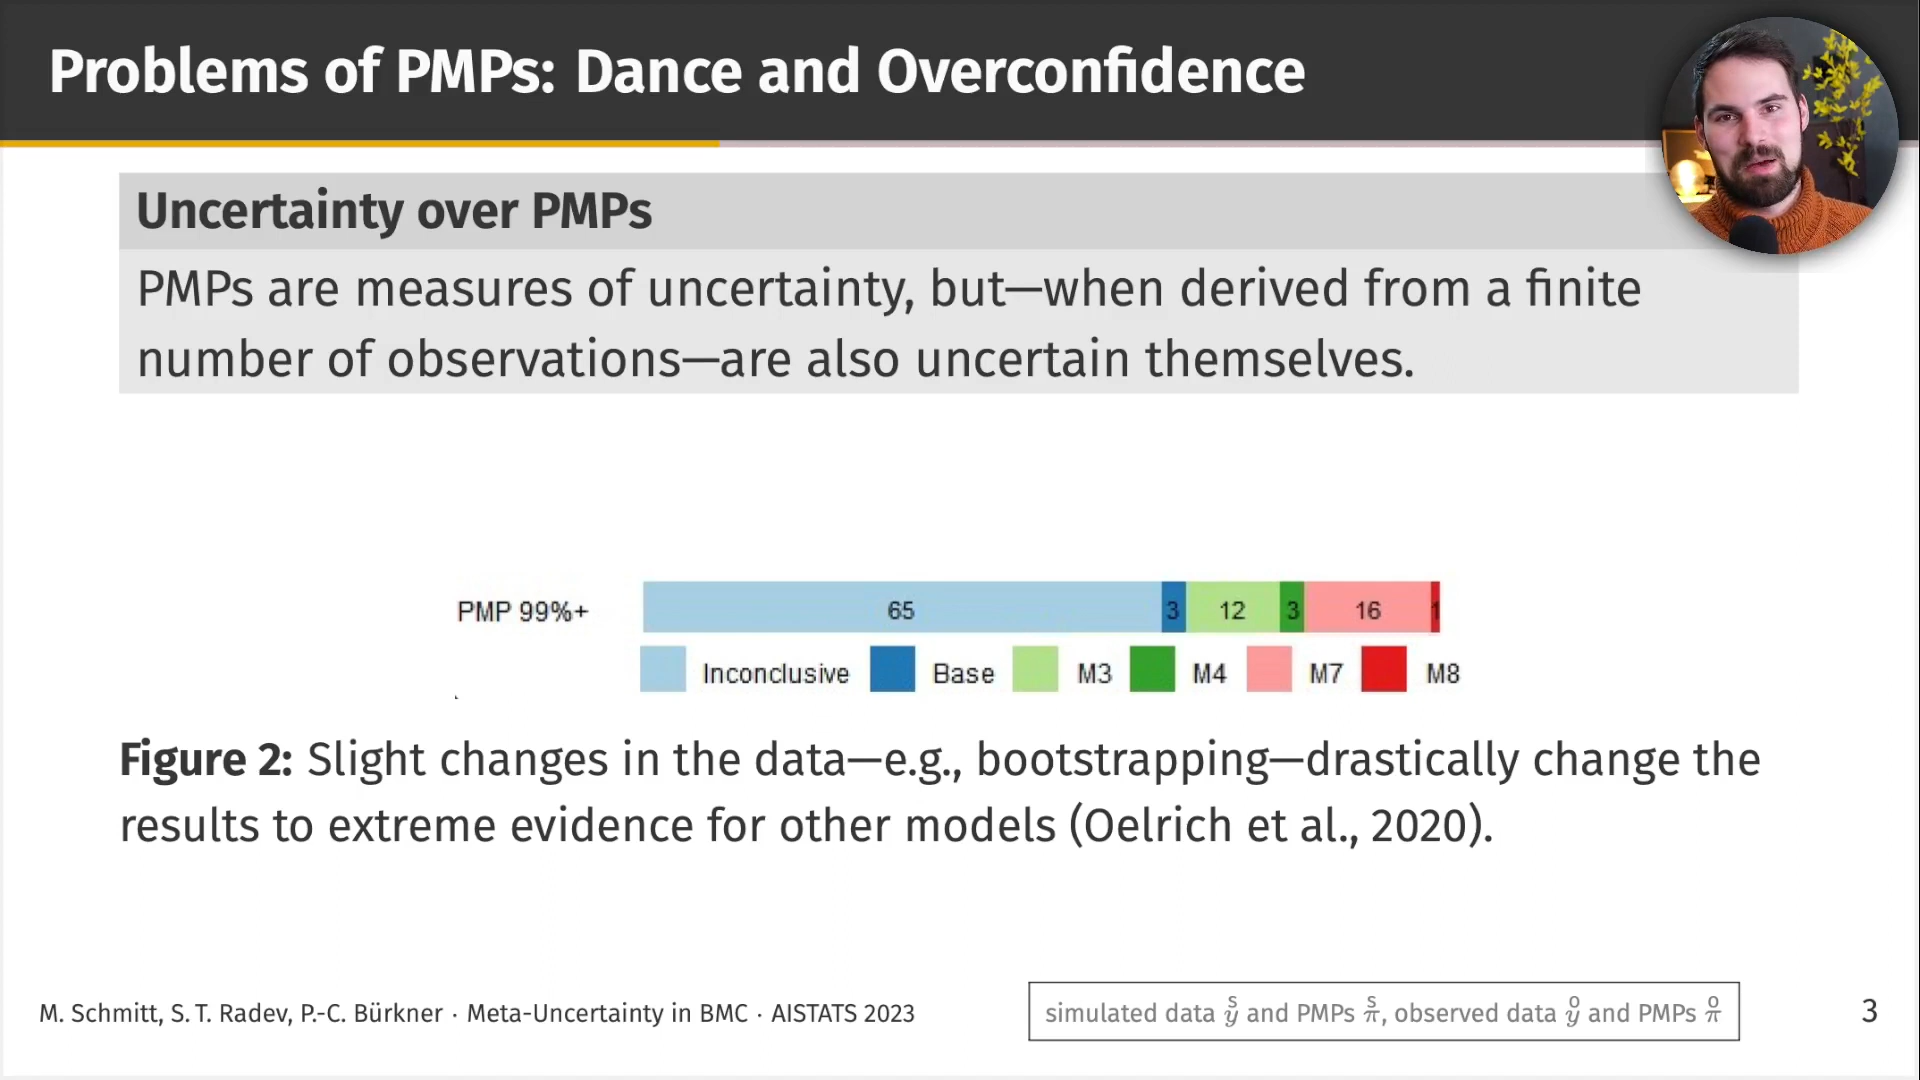 Problems of PMPs: Dance and Overconfidence
Uncertainty over PMPs
PMPs are measures of uncertainty, but—when derived from a finite
number of observations—are also uncertain themselves.
PMP 99%+ 65 3 12 3 16 1
Inconclusive Base M3 M4 M7 M8
Figure 2: Slight changes in the data—e.g., bootstrapping—drastically change the
results to extreme evidence for other models (Oelrich et al., 2020).
M. Schmitt, S. T. Radev, P.-C. Bürkner · Meta-Uncertainty in BMC · AISTATS 2023
simulated data ẙˢ and PMPs π̊ˢ, observed data ẙ and PMPs π̊
3